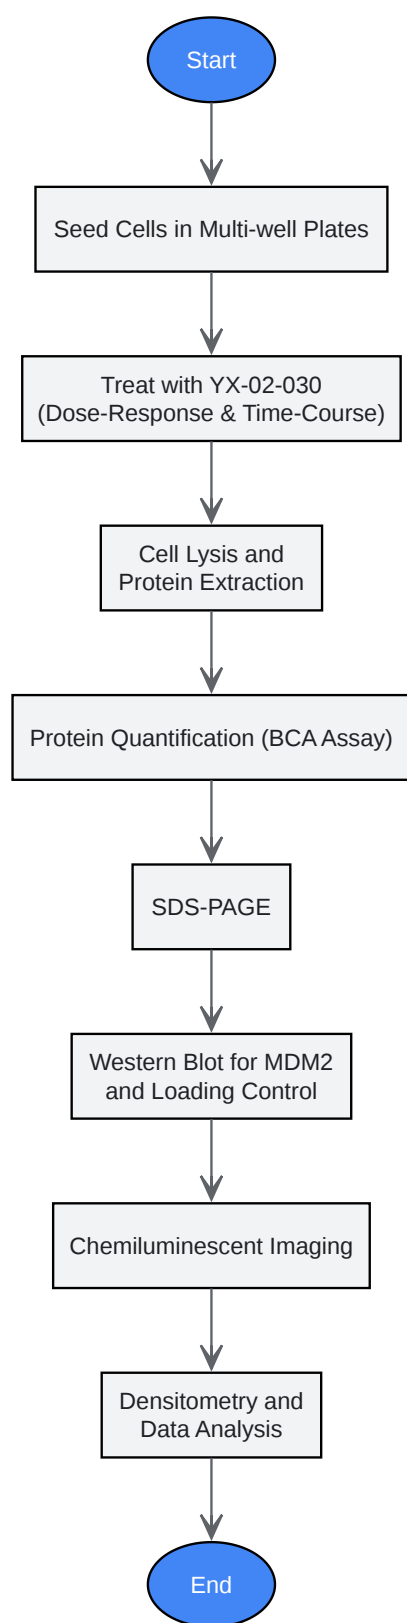 Start
Seed Cells in Multi-well Plates
Treat with YX-02-030
(Dose-Response & Time-Course)
Cell Lysis and
Protein Extraction
Protein Quantification (BCA Assay)
SDS-PAGE
Western Blot for MDM2
and Loading Control
Chemiluminescent Imaging
Densitometry and
Data Analysis
End